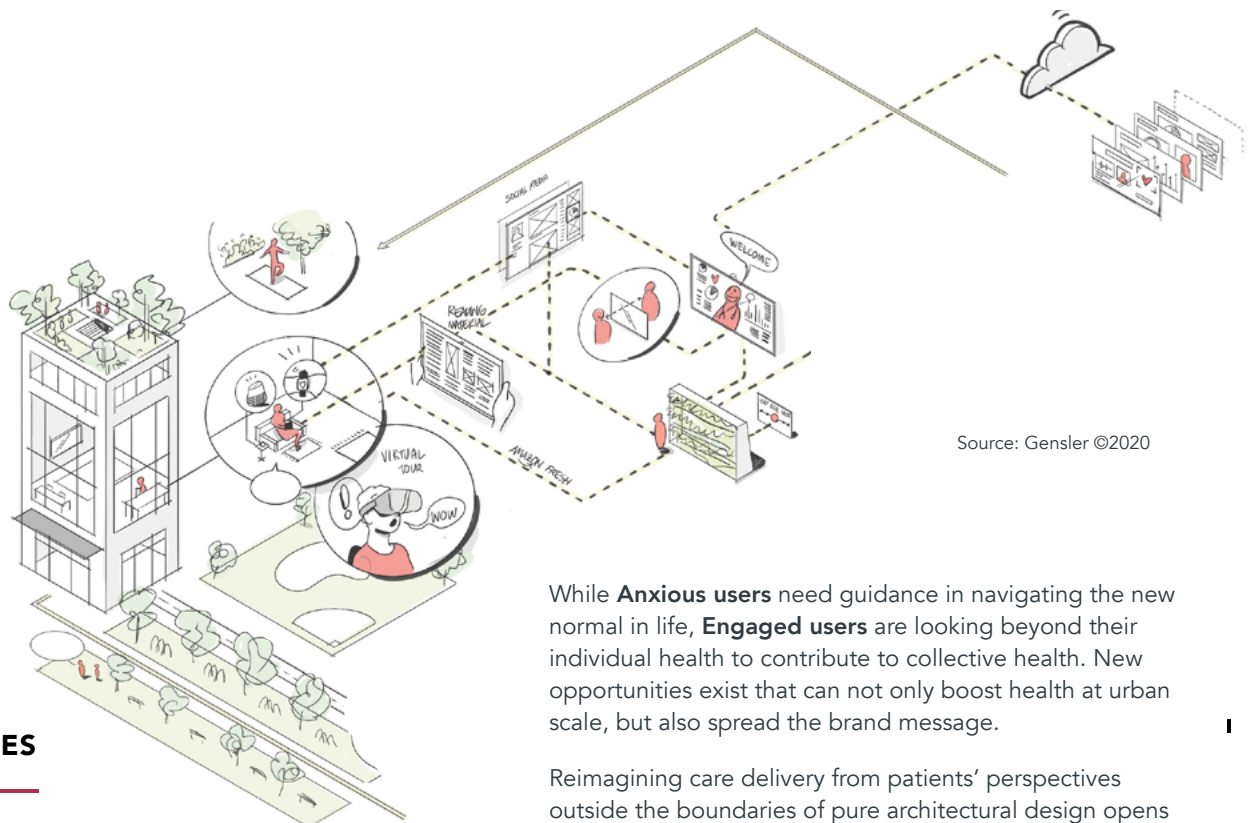 SOCIAL MEDIA
WELCOME
READING
MATERIAL
VIRTUAL
TOUR
WOW
AMAZON FRESH
Source: Gensler ©2020
While Anxious users need guidance in navigating the new
normal in life, Engaged users are looking beyond their
individual health to contribute to collective health. New
opportunities exist that can not only boost health at urban
scale, but also spread the brand message.
ES
Reimagining care delivery from patients’ perspectives
outside the boundaries of pure architectural design opens